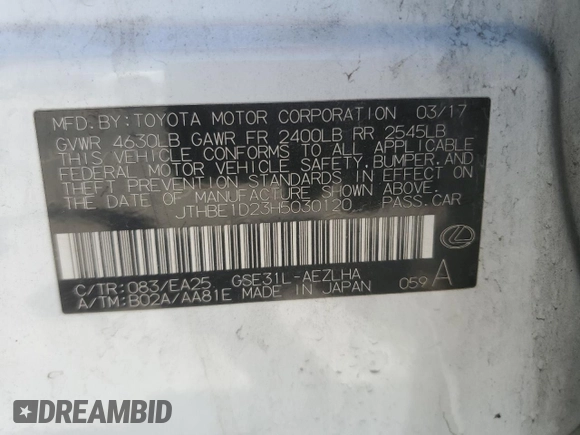 MFD.BY:TOYOTA MOTOR CORPORATION 03/17
GVWR 4630LB GAWR FR 2400LB RR 2545LB
THIS VEHICLE CONFORMS TO ALL APPLICABLE
FEDERAL MOTOR VEHICLE SAFETY,BUMPER,AND
THEFT PREVENTION STANDARDS IN EFFECT ON
THE DATE OF MANUFACTURE SHOWN ABOVE.
JTHBE1D23H5030120 PASS.CAR
C/TR:083/EA25 GSE31L-AEZLHA
A/TM:B02A/AA81E MADE IN JAPAN 059 A
DREAMBID